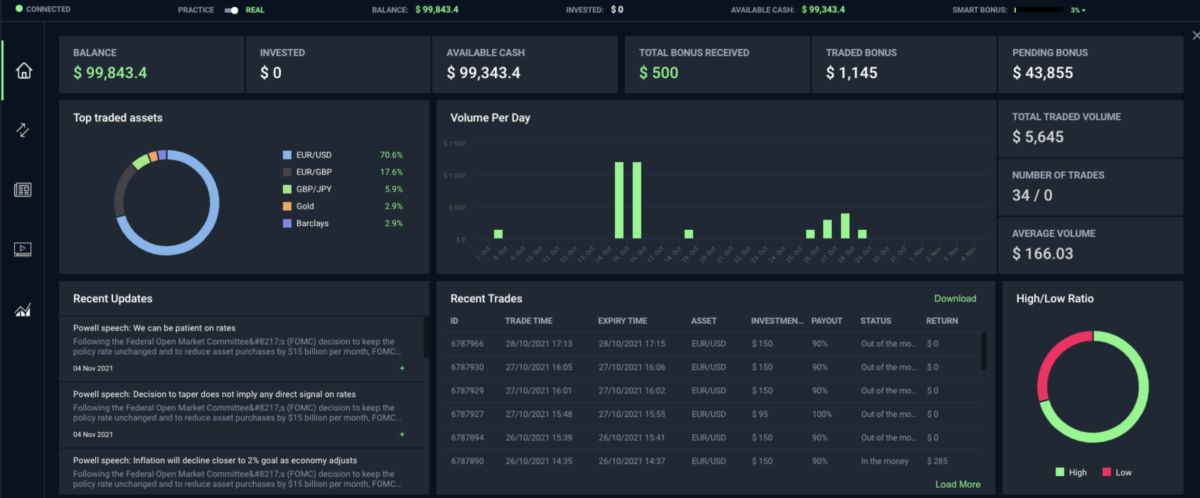 CONNECTED PRACTICE REAL BALANCE: $ 99,843.4 INVESTED: $ 0 AVAILABLE CASH: $ 99,343.4 SMART BONUS: 3%
BALANCE INVESTED AVAILABLE CASH TOTAL BONUS RECEIVED TRADED BONUS PENDING BONUS
$ 99,843.4 $ 0 $ 99,343.4 $ 500 $ 1,145 $ 43,855
Top traded assets
EUR/USD 70.6%
EUR/GBP 17.6%
GBP/JPY 5.9%
Gold 2.9%
Barclays 2.9%
Volume Per Day
$ 1 500
$ 1 000
$ 500
$ 0
7. Oct 8. Oct 9. Oct 10. Oct 11. Oct 12. Oct 13. Oct 14. Oct 15. Oct 16. Oct 17. Oct 18. Oct 19. Oct 20. Oct 21. Oct 22. Oct 23. Oct 24. Oct 25. Oct 26. Oct 27. Oct 28. Oct 29. Oct 30. Oct 31. Oct 1. Nov 2. Nov 3. Nov 4. Nov
TOTAL TRADED VOLUME
$ 5,645
NUMBER OF TRADES
34 / 0
AVERAGE VOLUME
$ 166.03
Recent Updates
Powell speech: We can be patient on rates
Following the Federal Open Market Committee&#8217;s (FOMC) decision to keep the
policy rate unchanged and to reduce asset purchases by $15 billion per month, FOMC...
04 Nov 2021 +
Powell speech: Decision to taper does not imply any direct signal on rates
Following the Federal Open Market Committee&#8217;s (FOMC) decision to keep the
policy rate unchanged and to reduce asset purchases by $15 billion per month, FOMC...
04 Nov 2021 +
Powell speech: Inflation will decline closer to 2% goal as economy adjusts
Following the Federal Open Market Committee&#8217;s (FOMC) decision to keep the
policy rate unchanged and to reduce asset purchases by $15 billion per month, FOMC...
Recent Trades Download
ID TRADE TIME EXPIRY TIME ASSET INVESTMEN... PAYOUT STATUS RETURN
6787966 28/10/2021 17:13 28/10/2021 17:15 EUR/USD $ 150 90% Out of the mo... $ 0
6787930 27/10/2021 16:05 27/10/2021 16:06 EUR/USD $ 150 90% Out of the mo... $ 0
6787929 27/10/2021 16:01 27/10/2021 16:02 EUR/USD $ 150 90% Out of the mo... $ 0
6787927 27/10/2021 15:48 27/10/2021 15:55 EUR/USD $ 95 100% Out of the mo... $ 0
6787894 26/10/2021 15:39 26/10/2021 15:41 EUR/USD $ 150 90% Out of the mo... $ 0
6787890 26/10/2021 14:35 26/10/2021 14:37 EUR/USD $ 150 90% In the money $ 285
Load More
High/Low Ratio
High Low